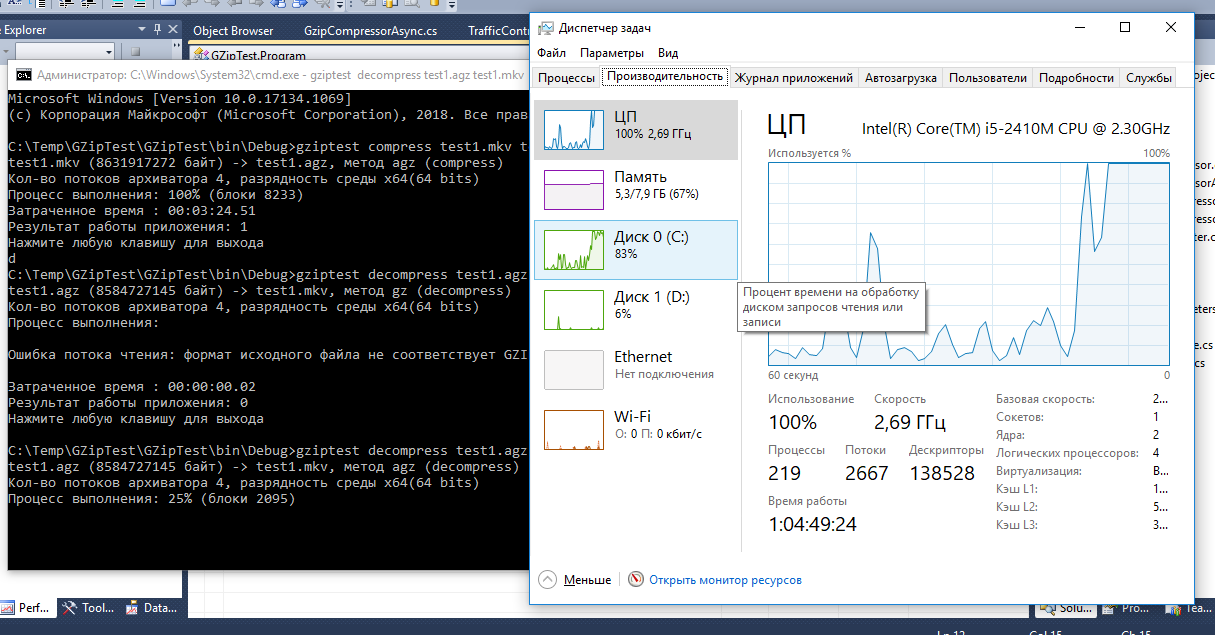 Explorer
Object Browser
GzipCompressorAsync.cs
TrafficCont
GZipTest.Program
Администратор: C:\Windows\System32\cmd.exe - gziptest decompress test1.agz test1.mkv
Microsoft Windows [Version 10.0.17134.1069]
(c) Корпорация Майкрософт (Microsoft Corporation), 2018. Все прав
C:\Temp\GZipTest\GZipTest\bin\Debug>gziptest compress test1.mkv t
test1.mkv (8631917272 байт) -> test1.agz, метод agz (compress)
Кол-во потоков архиватора 4, разрядность среды x64(64 bits)
Процесс выполнения: 100% (блоки 8233)
Затраченное время : 00:03:24.51
Результат работы приложения: 1
Нажмите любую клавишу для выхода
d
C:\Temp\GZipTest\GZipTest\bin\Debug>gziptest decompress test1.agz
test1.agz (8584727145 байт) -> test1.mkv, метод gz (decompress)
Кол-во потоков архиватора 4, разрядность среды x64(64 bits)
Процесс выполнения:
Ошибка потока чтения: формат исходного файла не соответствует GZI
Затраченное время : 00:00:00.02
Результат работы приложения: 0
Нажмите любую клавишу для выхода
C:\Temp\GZipTest\GZipTest\bin\Debug>gziptest decompress test1.agz
test1.agz (8584727145 байт) -> test1.mkv, метод agz (decompress)
Кол-во потоков архиватора 4, разрядность среды x64(64 bits)
Процесс выполнения: 25% (блоки 2095)
Диспетчер задач
Файл Параметры Вид
Процессы Производительность Журнал приложений Автозагрузка Пользователи Подробности Службы
ЦП
100% 2,69 ГГц
Память
5,3/7,9 ГБ (67%)
Диск 0 (C:)
83%
Диск 1 (D:)
6%
Ethernet
Нет подключения
Wi-Fi
О: 0 П: 0 кбит/с
ЦП
Intel(R) Core(TM) i5-2410M CPU @ 2.30GHz
Используется %
100%
Процент времени на обработку
диском запросов чтения или
записи
60 секунд
0
Использование
100%
Скорость
2,69 ГГц
Процессы
219
Потоки
2667
Дескрипторы
138528
Время работы
1:04:49:24
Базовая скорость: 2...
Сокетов: 1
Ядра: 2
Логических процессоров: 4
Виртуализация: В...
Кэш L1: 1...
Кэш L2: 5...
Кэш L3: 3...
Меньше
Открыть монитор ресурсов
Perf...
Tool...
Data...
Solu...
Pro...
Tea...